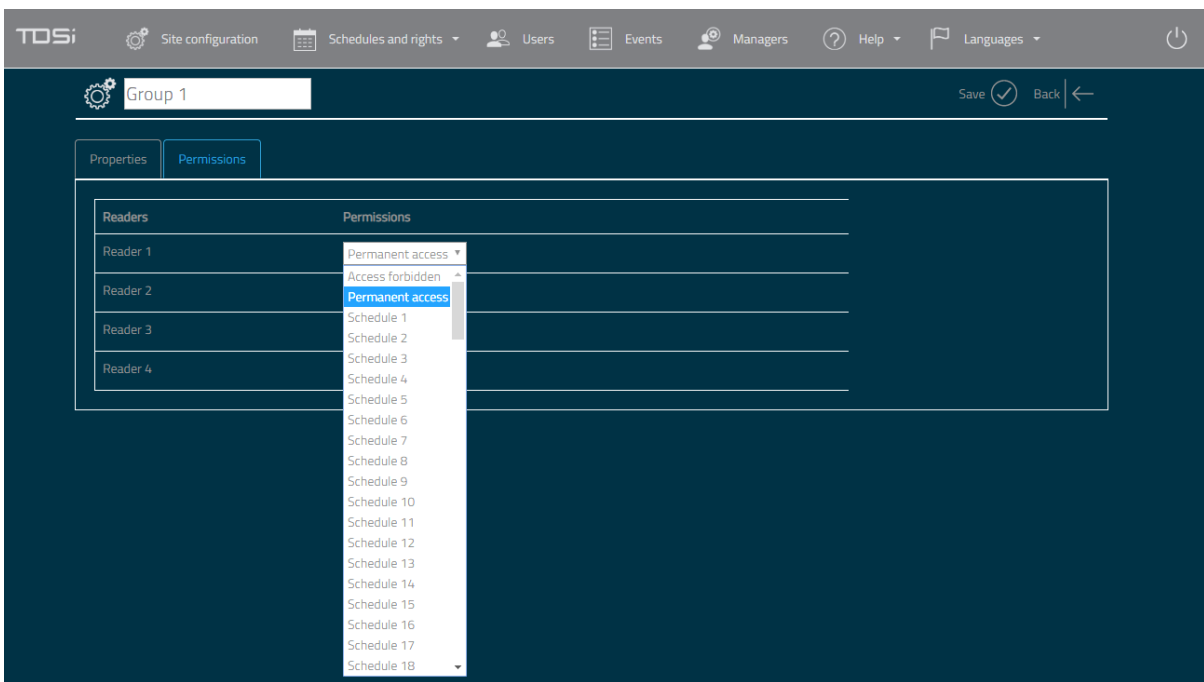 TDSi Site configuration Schedules and rights Users Events Managers Help Languages
Group 1 Save Back
Properties Permissions
Readers Permissions
Reader 1 Permanent access
Access forbidden
Reader 2 Permanent access
Schedule 1
Reader 3 Schedule 2
Schedule 3
Reader 4 Schedule 4
Schedule 5
Schedule 6
Schedule 7
Schedule 8
Schedule 9
Schedule 10
Schedule 11
Schedule 12
Schedule 13
Schedule 14
Schedule 15
Schedule 16
Schedule 17
Schedule 18